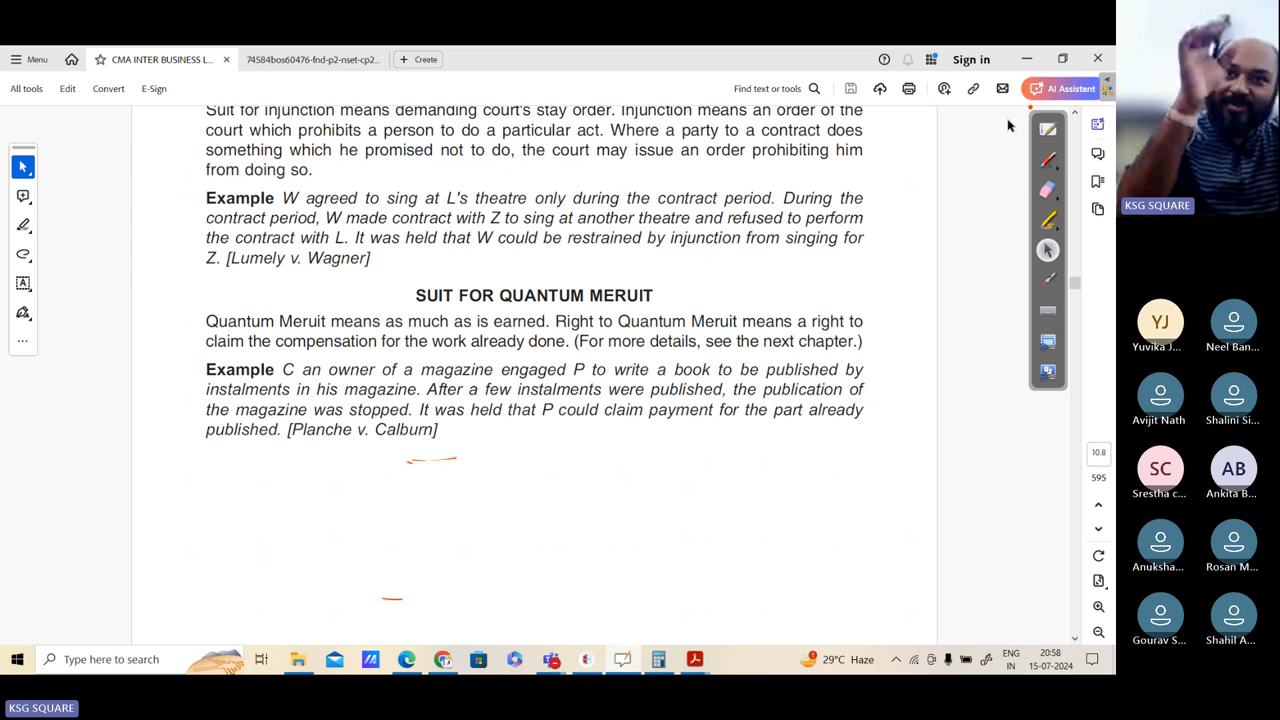 Menu
CMA INTER BUSINESS L...
74584bos60476-fnd-p2-nset-cp2...
+ Create
Sign in
All tools
Edit
Convert
E-Sign
Find text or tools
AI Assistant
Suit for injunction means demanding court's stay order. Injunction means an order of the
court which prohibits a person to do a particular act. Where a party to a contract does
something which he promised not to do, the court may issue an order prohibiting him
from doing so.
Example W agreed to sing at L's theatre only during the contract period. During the
contract period, W made contract with Z to sing at another theatre and refused to perform
the contract with L. It was held that W could be restrained by injunction from singing for
Z. [Lumely v. Wagner]
SUIT FOR QUANTUM MERUIT
Quantum Meruit means as much as is earned. Right to Quantum Meruit means a right to
claim the compensation for the work already done. (For more details, see the next chapter.)
Example C an owner of a magazine engaged P to write a book to be published by
instalments in his magazine. After a few instalments were published, the publication of
the magazine was stopped. It was held that P could claim payment for the part already
published. [Planche v. Calburn]
10.8
595
KSG SQUARE
YJ
Yuvika J...
Neel Ban...
Avijit Nath
Shalini Si...
SC
Srestha c...
AB
Ankita B...
Anuksha...
Rosan M...
Gourav S...
Shahil A...
Type here to search
29°C Haze
ENG
IN
20:58
15-07-2024
KSG SQUARE